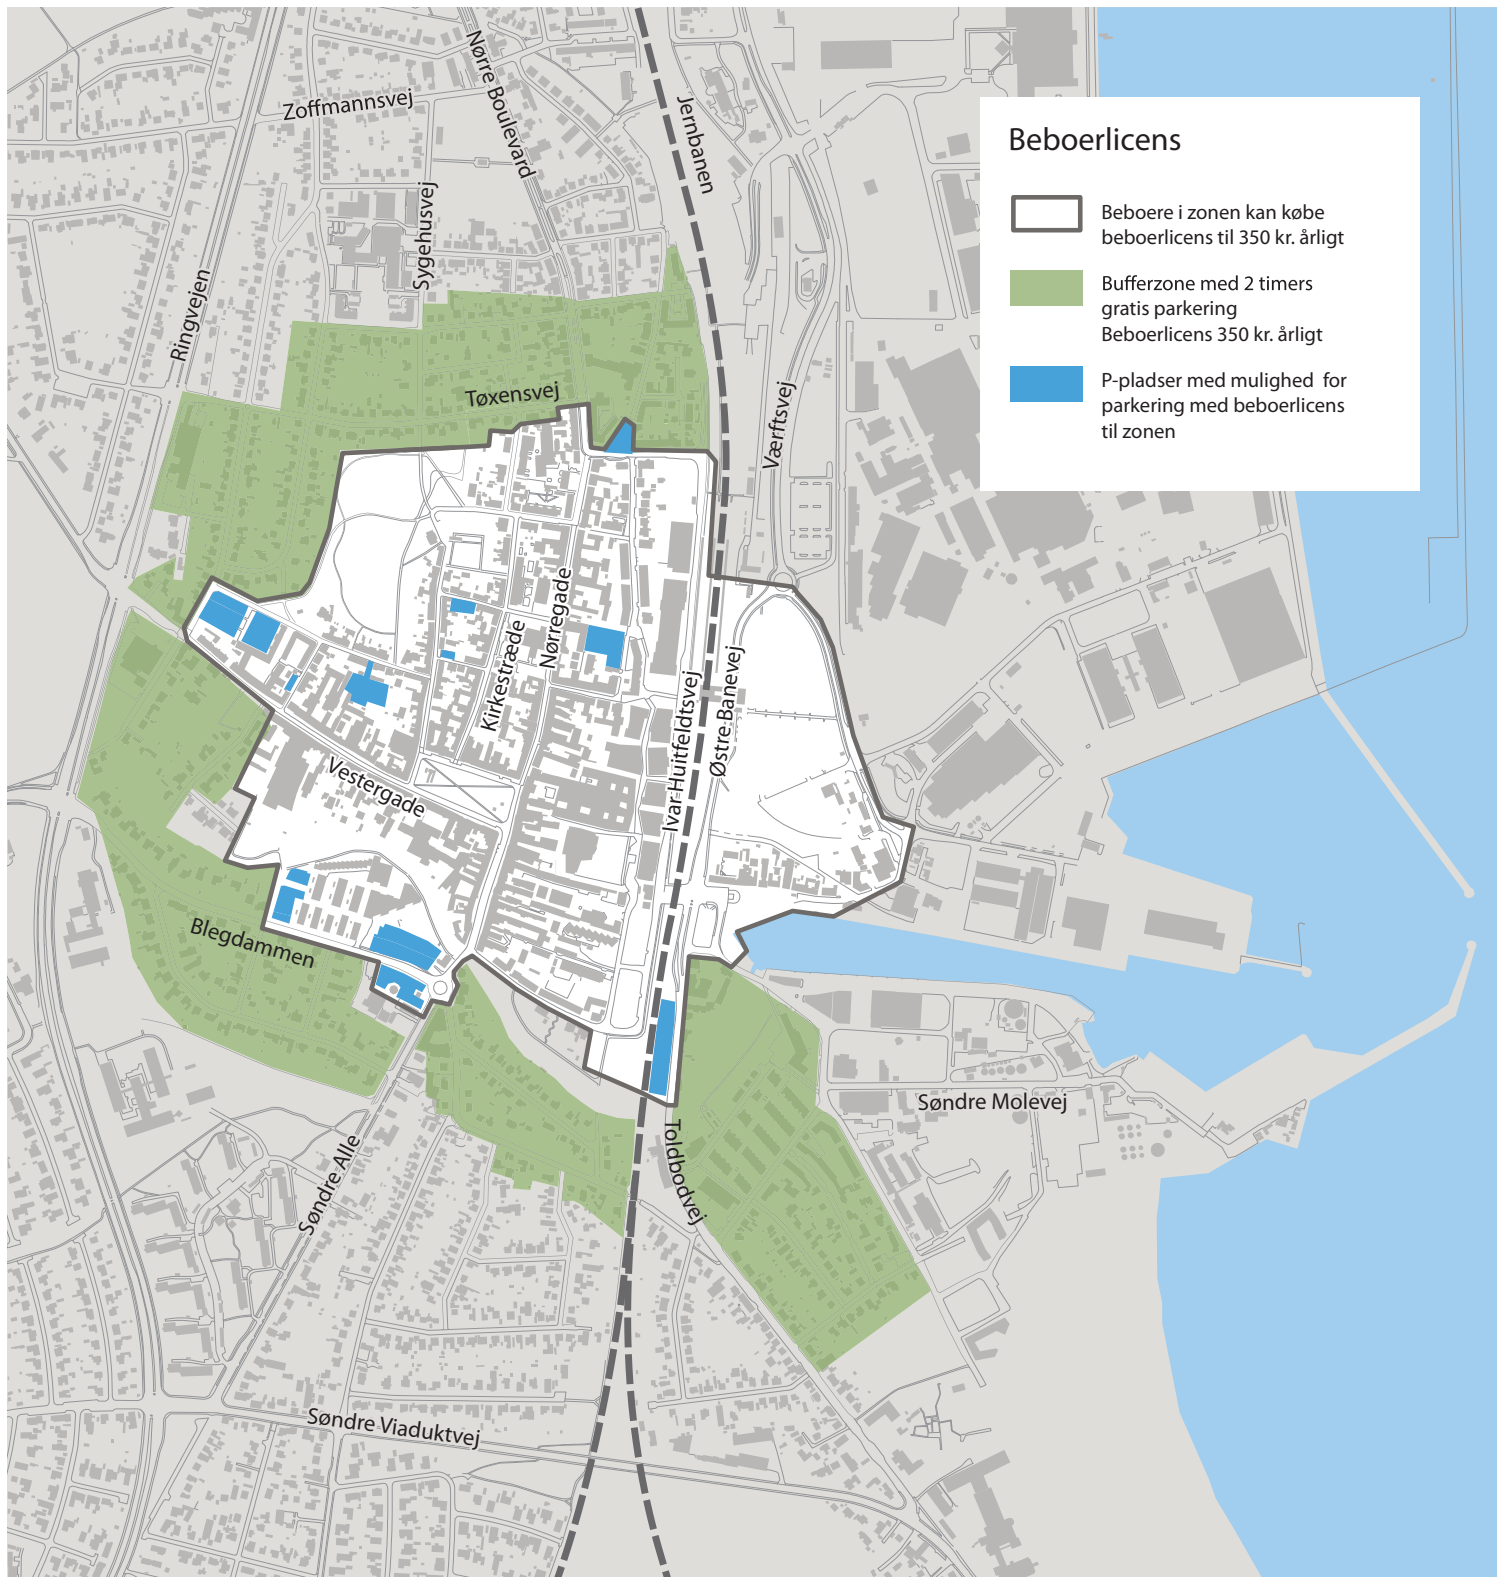 Nørre Boulevard
Zoffmannsvej
Jernbanen
Sygehusvej
Ringvejen
Tøxensvej
Værftsvej
Beboerlicens
Beboere i zonen kan købe
beboerlicens til 350 kr. årligt
Bufferzone med 2 timers
gratis parkering
Beboerlicens 350 kr. årligt
P-pladser med mulighed for
parkering med beboerlicens
til zonen
Nørregade
Kirkestræde
Ivar Huitfeldtsvej
Østre Banevej
Vestergade
Blegdammen
Søndre Molevej
Toldbodvej
Søndre Alle
Søndre Viaduktvej